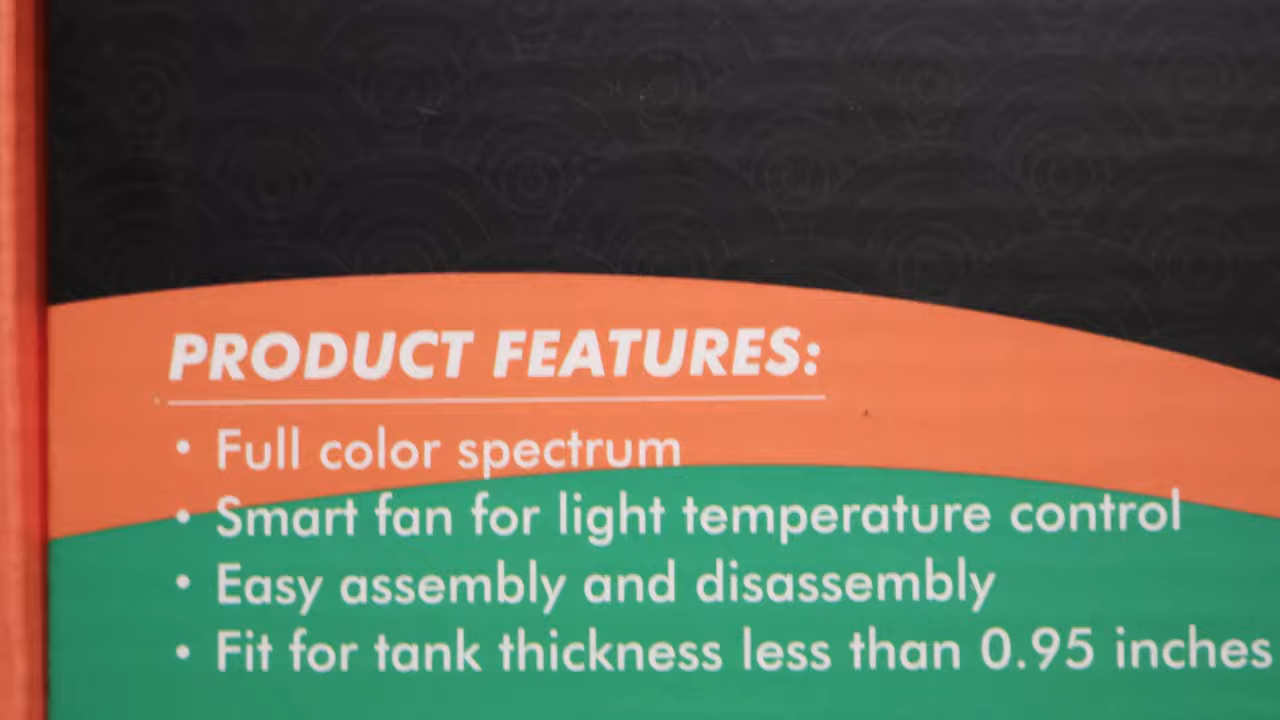 PRODUCT FEATURES:
• Full color spectrum
• Smart fan for light temperature control
• Easy assembly and disassembly
• Fit for tank thickness less than 0.95 inches